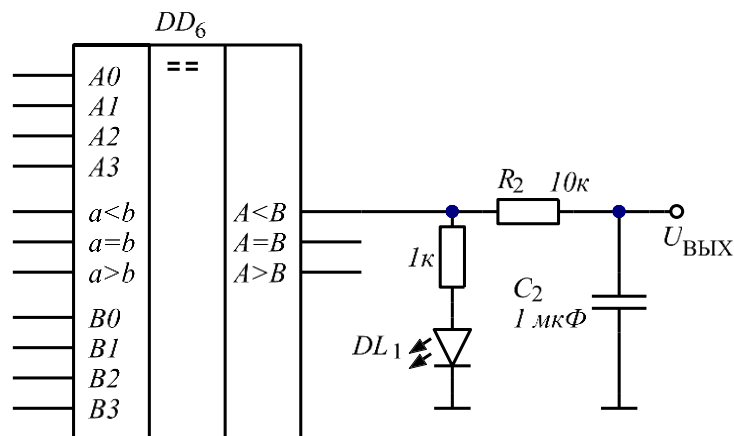 DD6
==
A0
A1
A2
A3
a<b
a=b
a>b
B0
B1
B2
B3
A<B
A=B
A>B
R2 10к
1к
DL1
C2
1 мкФ
UВЫХ